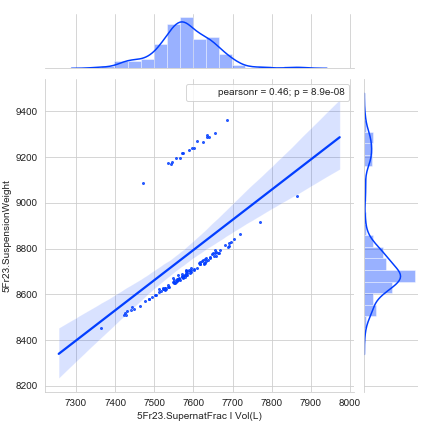 pearsonr = 0.46; p = 8.9e-08
9400
9200
9000
8800
8600
8400
8200
5Fr23.SuspensionWeight
7300 7400 7500 7600 7700 7800 7900 8000
5Fr23.SupernatFrac I Vol(L)